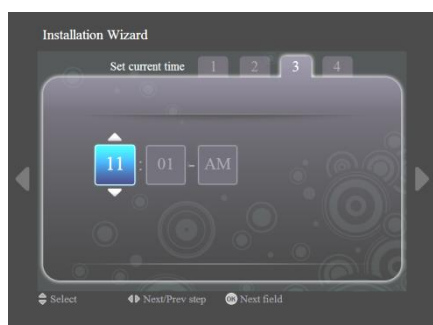 Installation Wizard
Set current time 1 2 3 4
11 : 01 - AM
Select Next/Prev step OK Next field